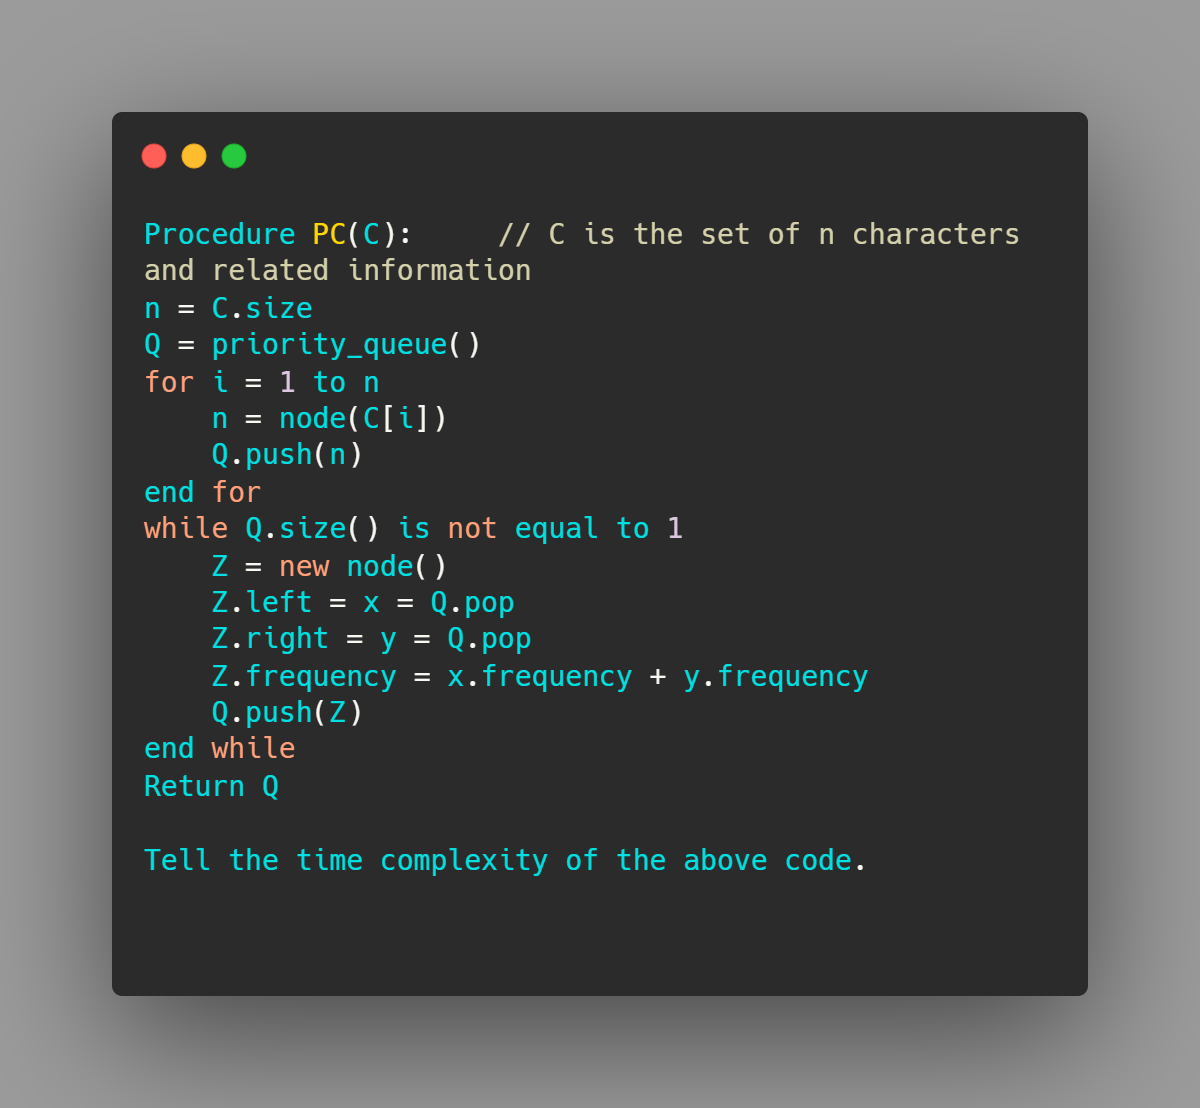 Procedure PC(C):     // C is the set of n characters
and related information
n = C.size
Q = priority_queue()
for i = 1 to n
    n = node(C[i])
    Q.push(n)
end for
while Q.size() is not equal to 1
    Z = new node()
    Z.left = x = Q.pop
    Z.right = y = Q.pop
    Z.frequency = x.frequency + y.frequency
    Q.push(Z)
end while
Return Q

Tell the time complexity of the above code.